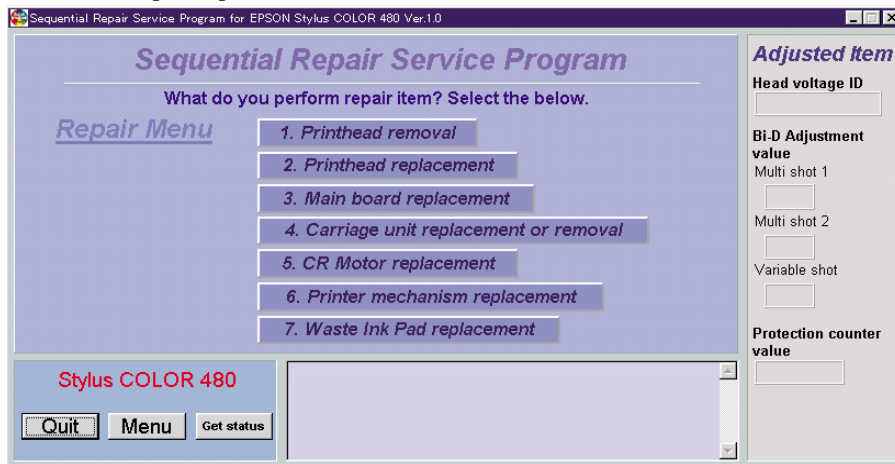 Sequential Repair Service Program for EPSON Stylus COLOR 480 Ver.1.0
Sequential Repair Service Program
What do you perform repair item? Select the below.
Repair Menu
1. Printhead removal
2. Printhead replacement
3. Main board replacement
4. Carriage unit replacement or removal
5. CR Motor replacement
6. Printer mechanism replacement
7. Waste Ink Pad replacement
Stylus COLOR 480
Quit
Menu
Get status
Adjusted Item
Head voltage ID
Bi-D Adjustment
value
Multi shot 1
Multi shot 2
Variable shot
Protection counter
value